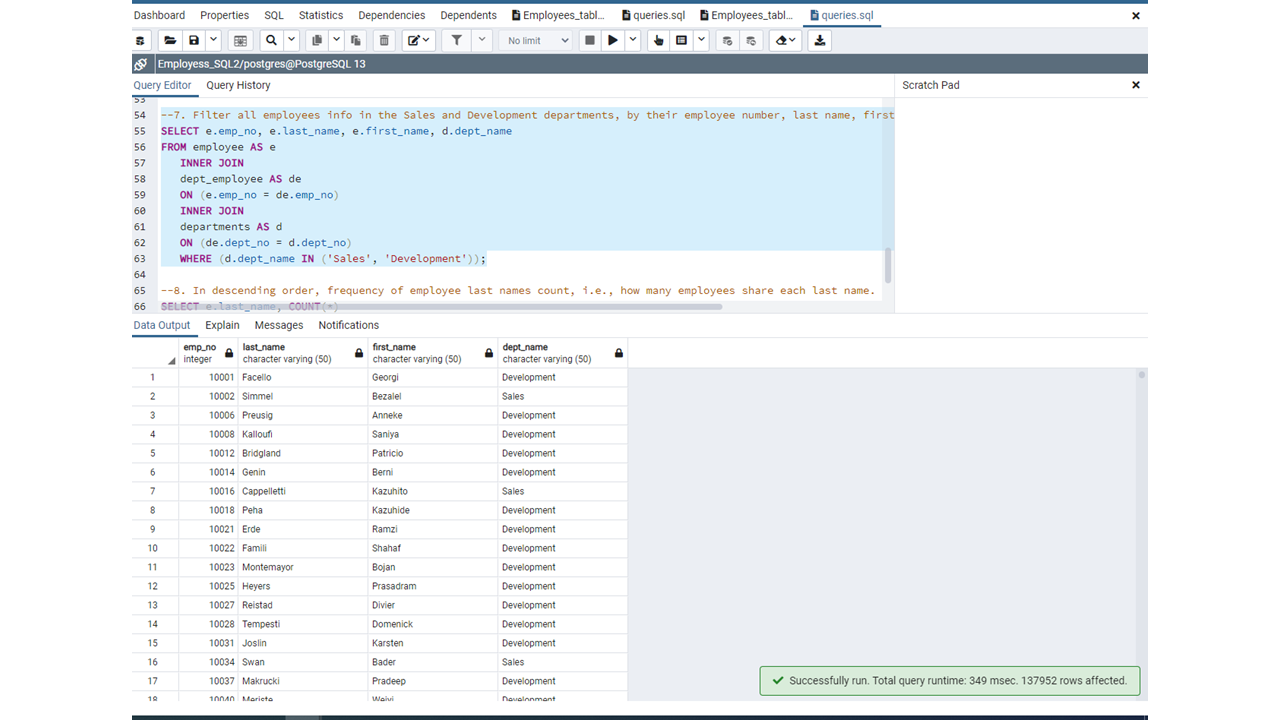 Dashboard Properties SQL Statistics Dependencies Dependents Employees_tabl... queries.sql Employees_tabl... queries.sql
No limit
Employess_SQL2/postgres@PostgreSQL 13
Query Editor Query History Scratch Pad
53
54 --7. Filter all employees info in the Sales and Development departments, by their employee number, last name, first
55 SELECT e.emp_no, e.last_name, e.first_name, d.dept_name
56 FROM employee AS e
57 INNER JOIN
58 dept_employee AS de
59 ON (e.emp_no = de.emp_no)
60 INNER JOIN
61 departments AS d
62 ON (de.dept_no = d.dept_no)
63 WHERE (d.dept_name IN ('Sales', 'Development'));
64
65 --8. In descending order, frequency of employee last names count, i.e., how many employees share each last name.
66 SELECT e.last_name, COUNT(*)
Data Output Explain Messages Notifications
emp_no last_name first_name dept_name
integer character varying (50) character varying (50) character varying (50)
1 10001 Facello Georgi Development
2 10002 Simmel Bezalel Sales
3 10006 Preusig Anneke Development
4 10008 Kalloufi Saniya Development
5 10012 Bridgland Patricio Development
6 10014 Genin Berni Development
7 10016 Cappelletti Kazuhito Sales
8 10018 Peha Kazuhide Development
9 10021 Erde Ramzi Development
10 10022 Famili Shahaf Development
11 10023 Montemayor Bojan Development
12 10025 Heyers Prasadram Development
13 10027 Reistad Divier Development
14 10028 Tempesti Domenick Development
15 10031 Joslin Karsten Development
16 10034 Swan Bader Sales
17 10037 Makrucki Pradeep Development
18 10040 Meriste Weiyi Development
Successfully run. Total query runtime: 349 msec. 137952 rows affected.